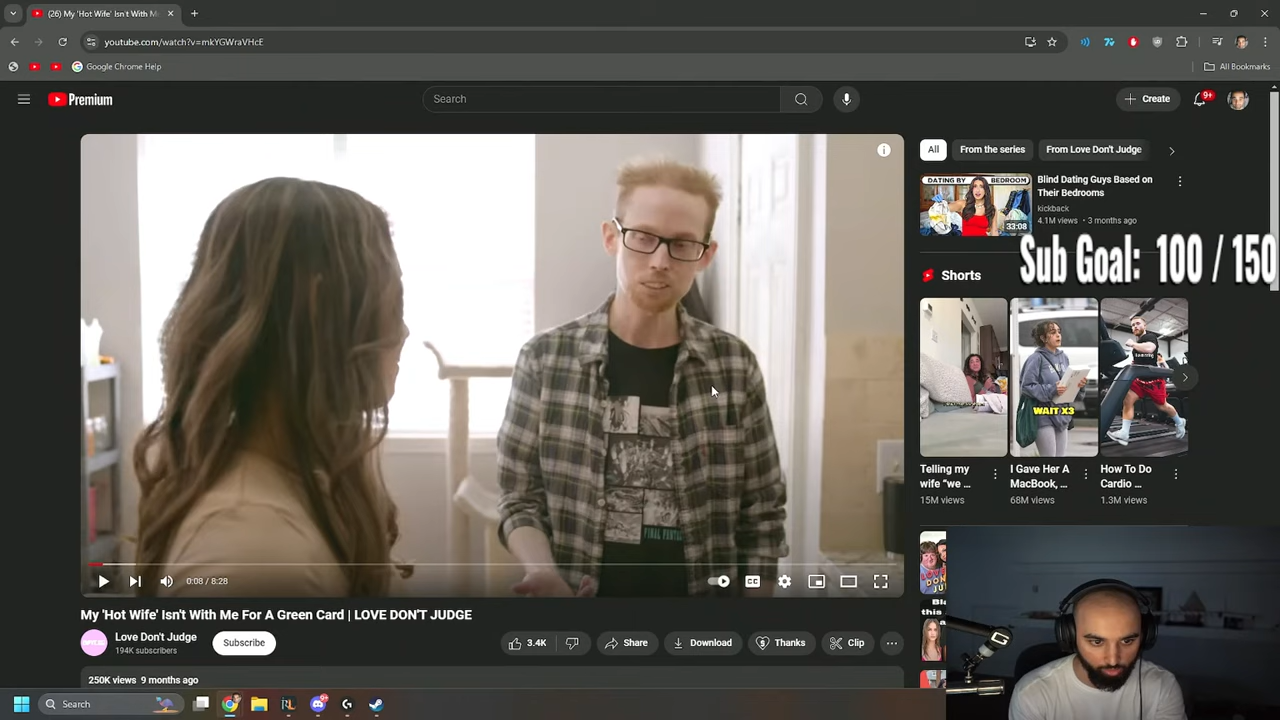 (26) My 'Hot Wife' Isn't With M
youtube.com/watch?v=mkYGWraVHcE
Google Chrome Help
All Bookmarks
Premium
Search
Create
9+
All
From the series
From Love Don't Judge
DATING BY BEDROOM
33:08
Blind Dating Guys Based on
Their Bedrooms
kickback
4.1M views • 3 months ago
Sub Goal: 100 / 150
Shorts
WAIT X3
Telling my
wife "we ...
15M views
I Gave Her A
MacBook, ...
68M views
How To Do
Cardio ...
1.3M views
FINAL FANTASY
0:08 / 8:28
CC
My 'Hot Wife' Isn't With Me For A Green Card | LOVE DON'T JUDGE
Love Don't Judge
194K subscribers
Subscribe
3.4K
Share
Download
Thanks
Clip
250K views 9 months ago
Search